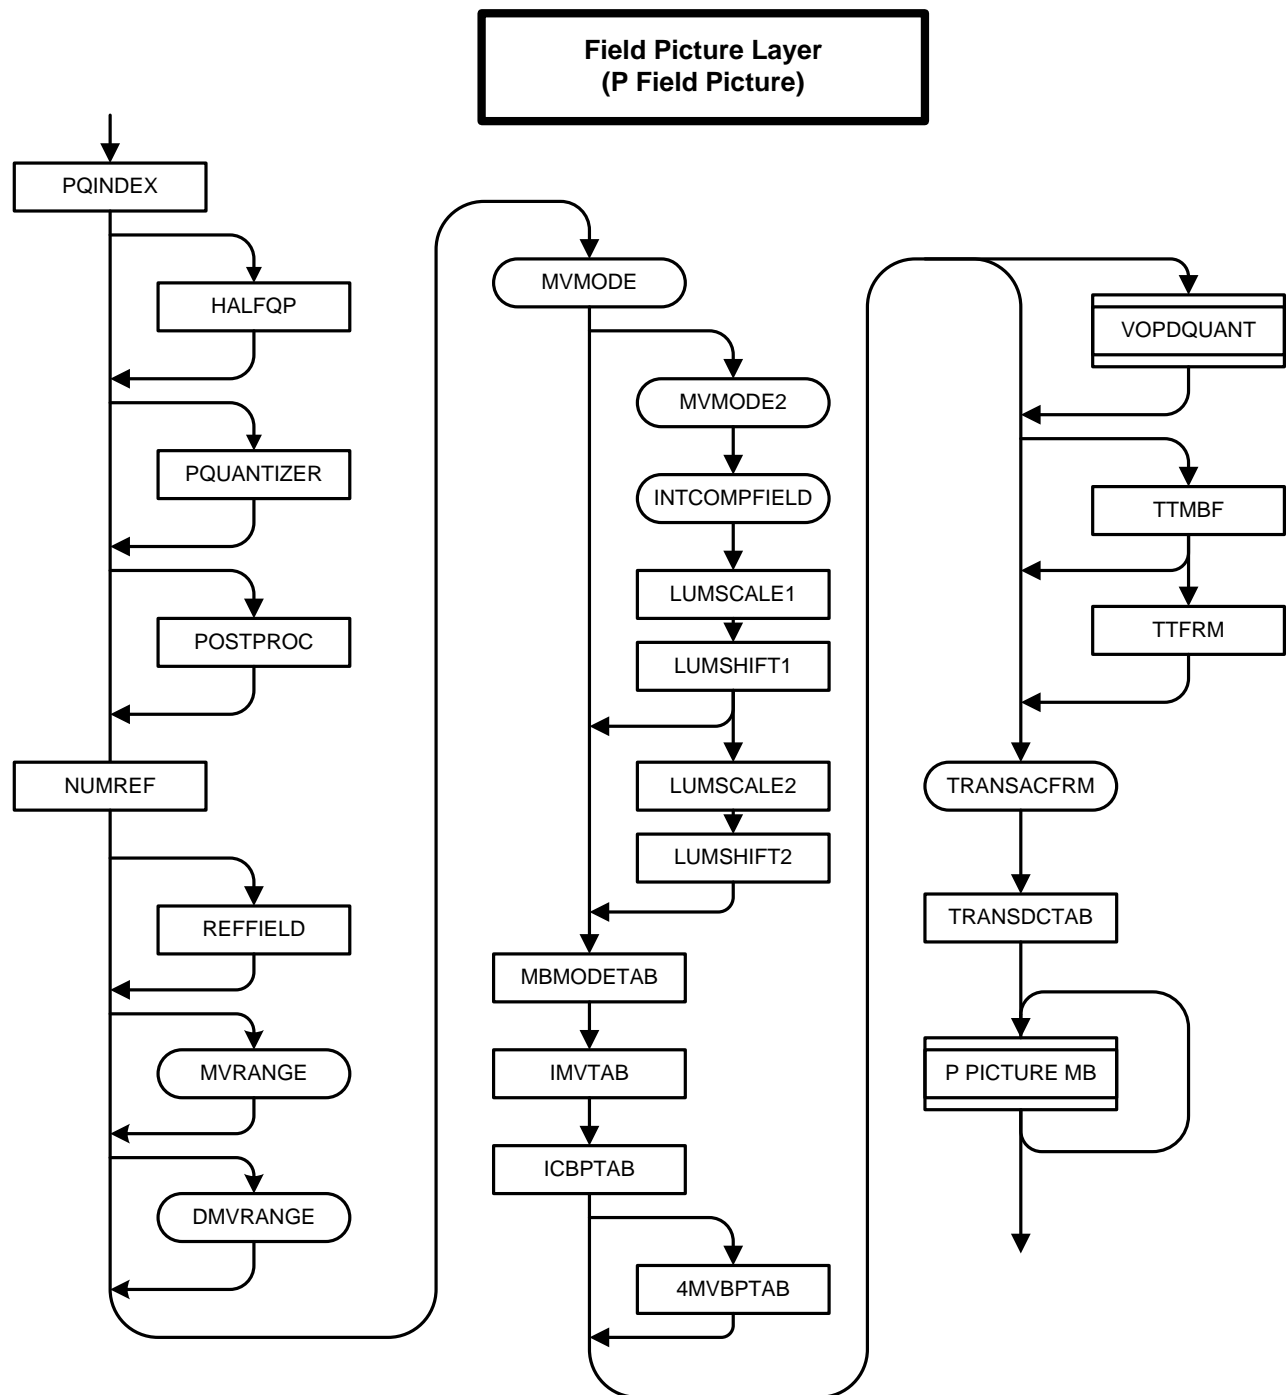 Field Picture Layer
(P Field Picture)
PQINDEX
HALFQP
PQUANTIZER
POSTPROC
NUMREF
REFFIELD
MVRANGE
DMVRANGE
MVMODE
MVMODE2
INTCOMPFIELD
LUMSCALE1
LUMSHIFT1
LUMSCALE2
LUMSHIFT2
MBMODETAB
IMVTAB
ICBPTAB
4MVBPTAB
VOPDQUANT
TTMBF
TTFRM
TRANSACFRM
TRANSDCTAB
P PICTURE MB